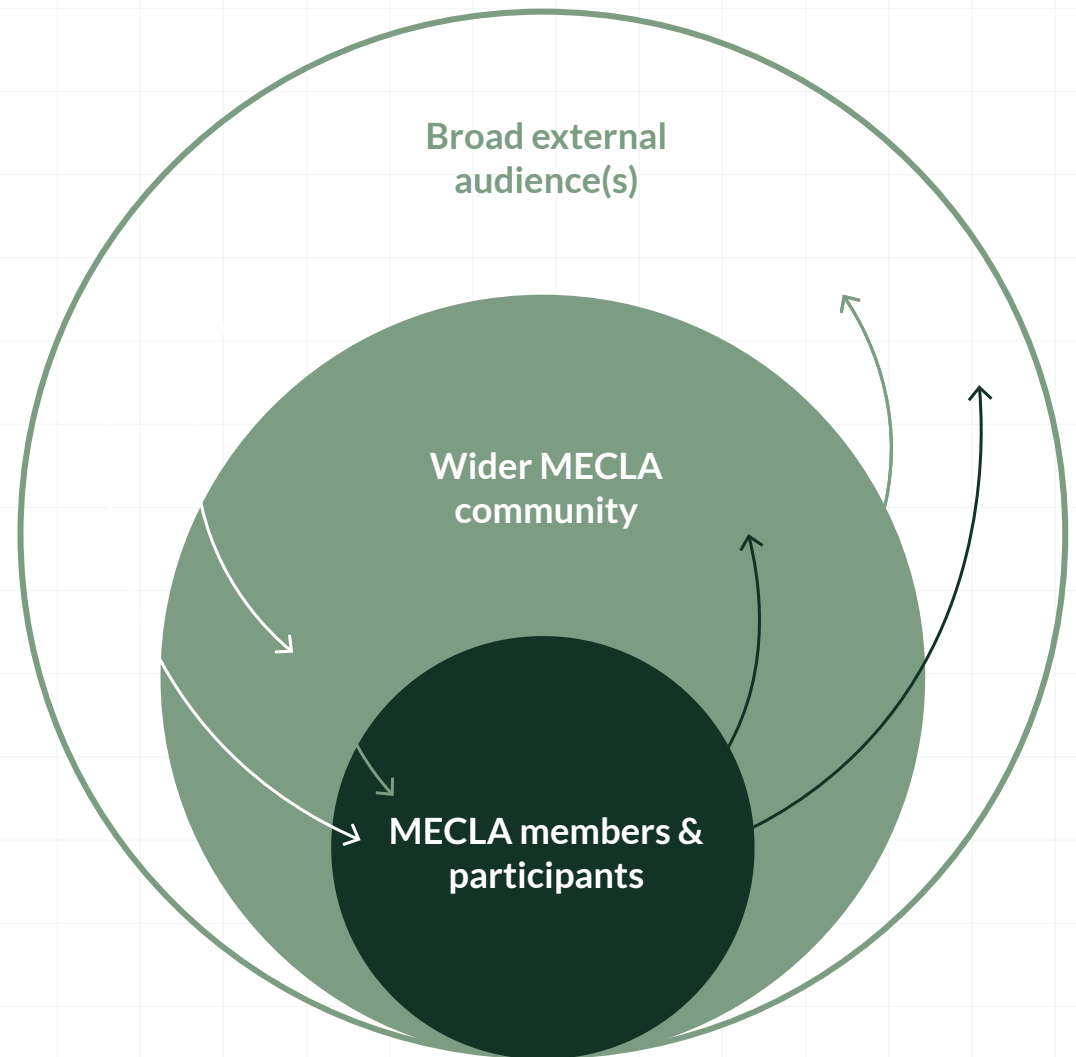 Broad external
audience(s)
Wider MECLA
community
MECLA members &
participants